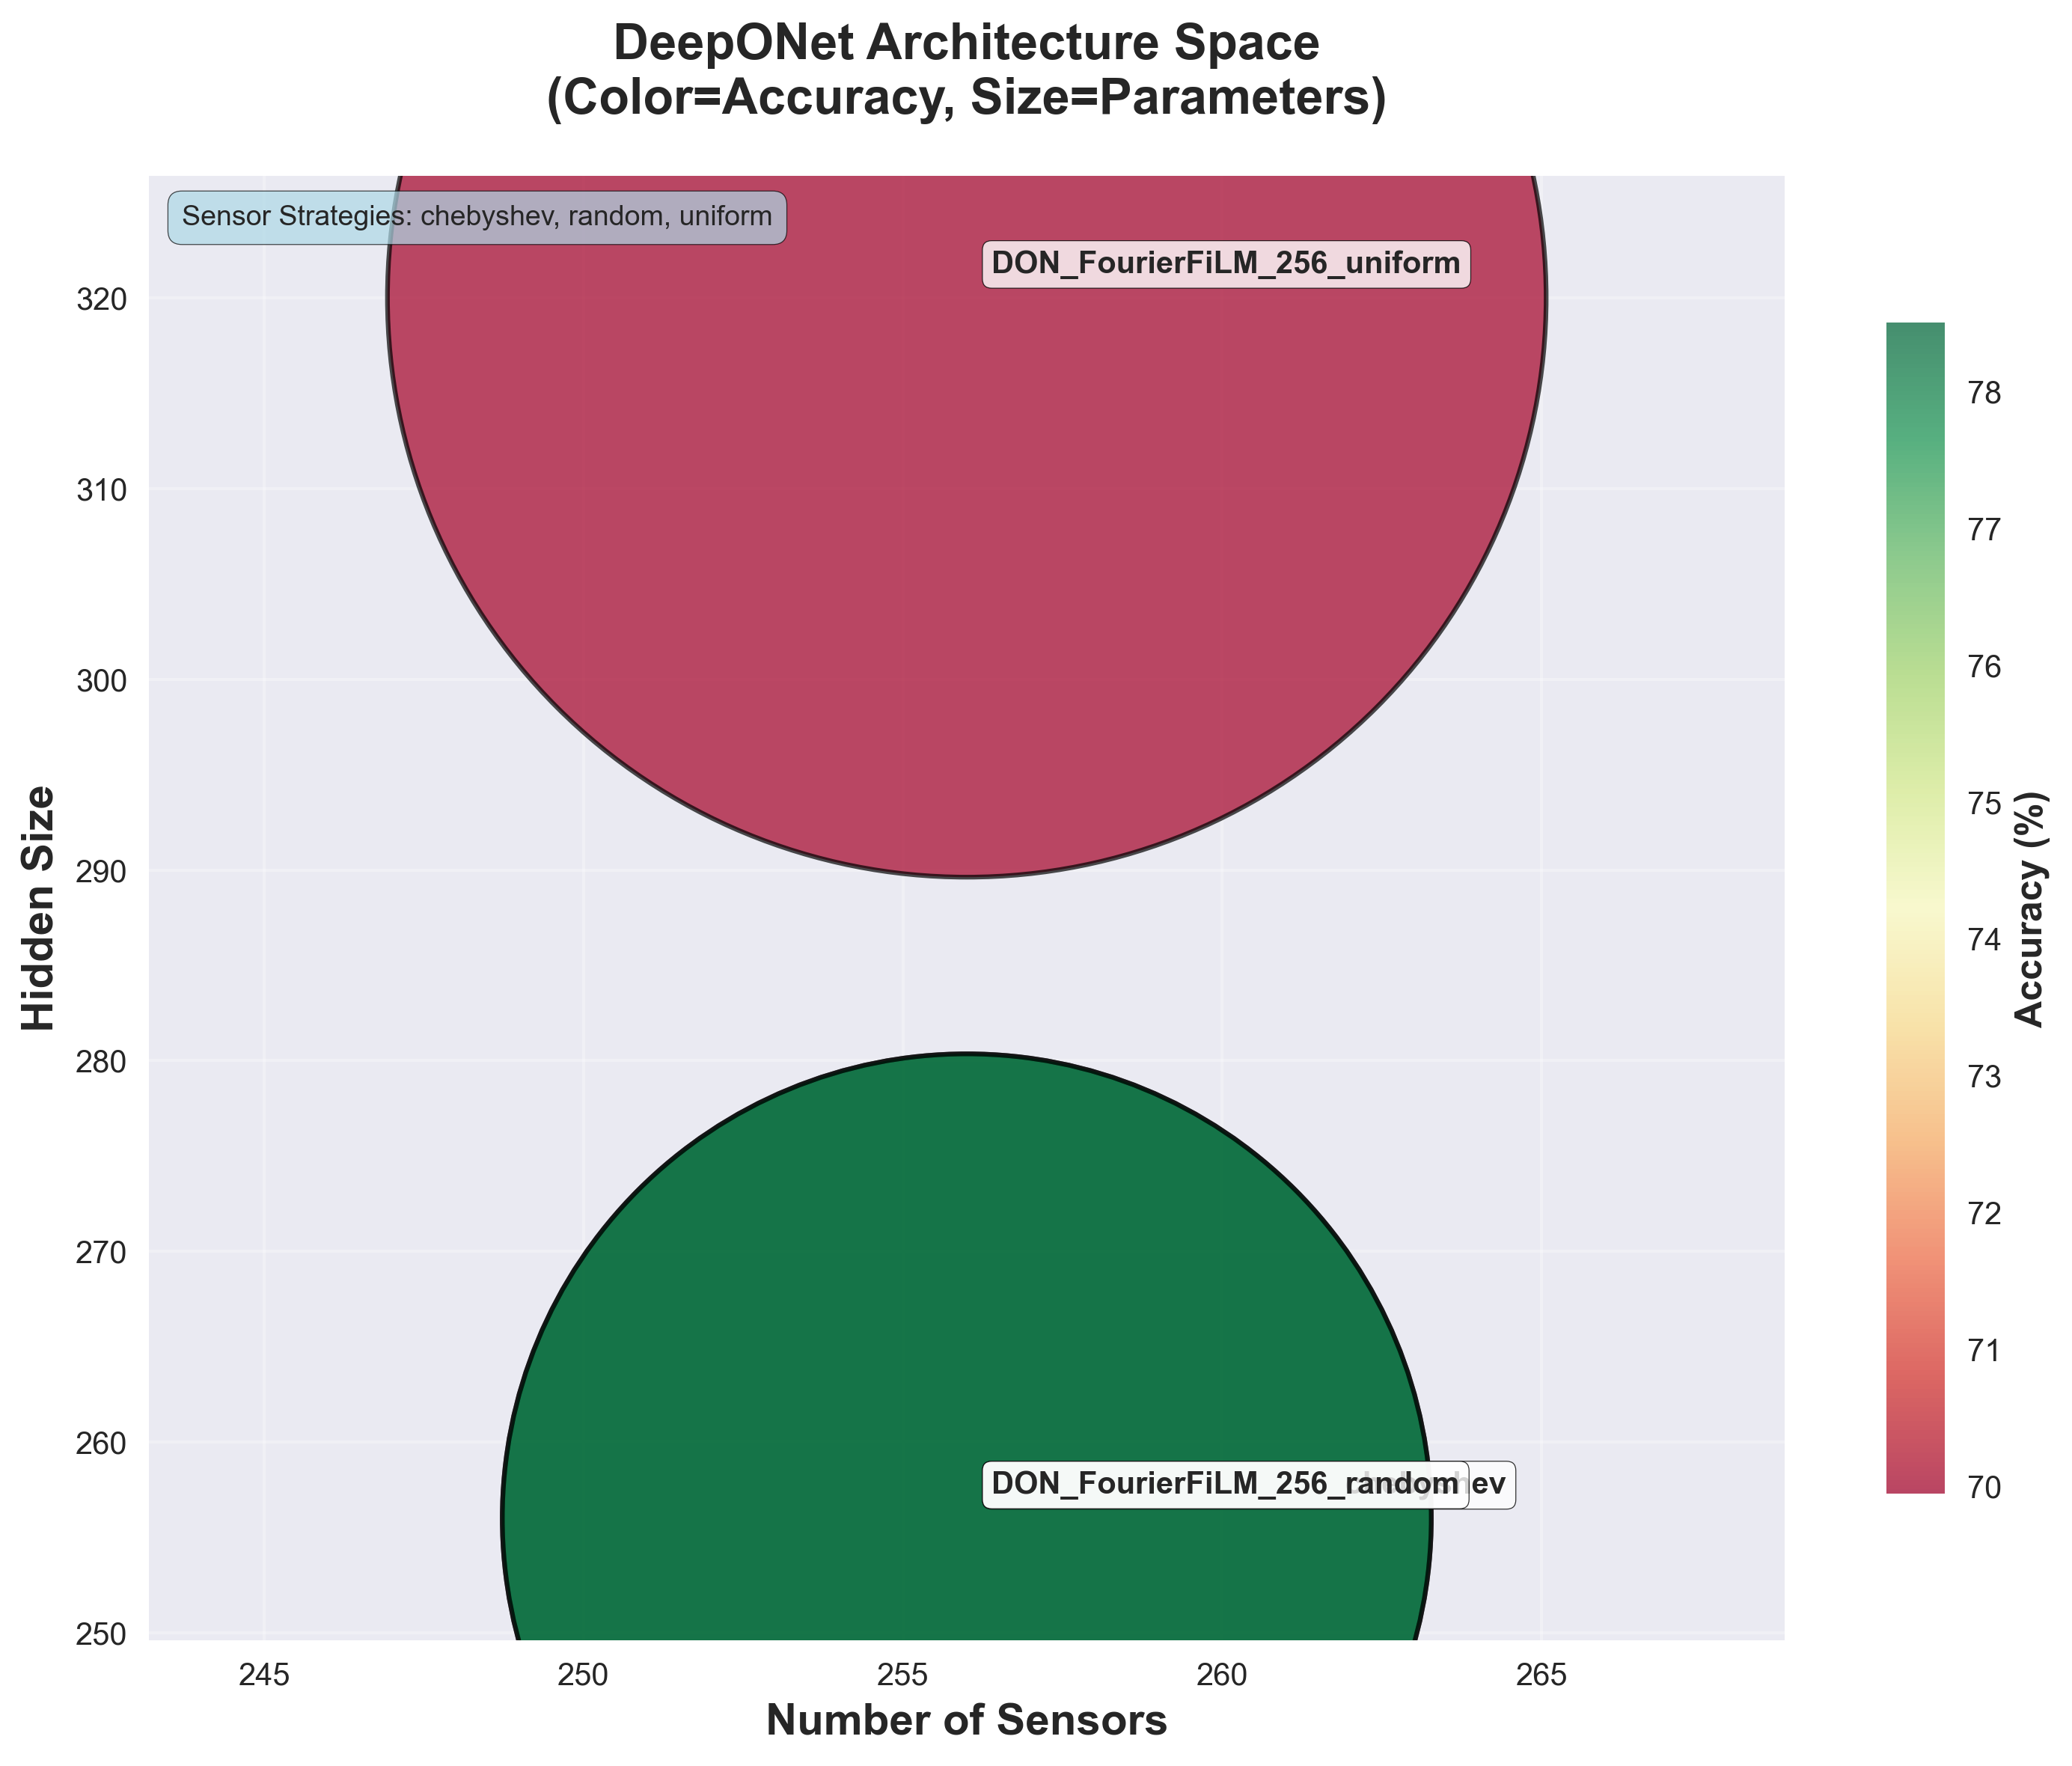 DeepONet Architecture Space
(Color=Accuracy, Size=Parameters)
Sensor Strategies: chebyshev, random, uniform
DON_FourierFiLM_256_uniform
DON_FourierFiLM_256_random
320
310
300
290
280
270
260
250
Hidden Size
245
250
255
260
265
Number of Sensors
78
77
76
75
74
73
72
71
70
Accuracy (%)